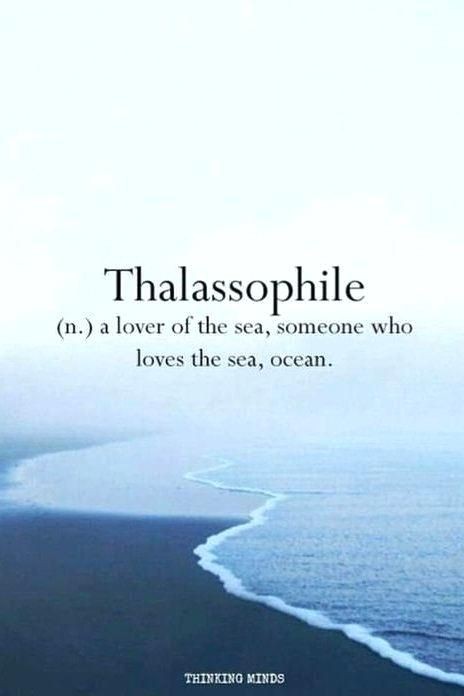 Thalassophile
(n.) a lover of the sea, someone who
loves the sea, ocean.
THINKING MINDS